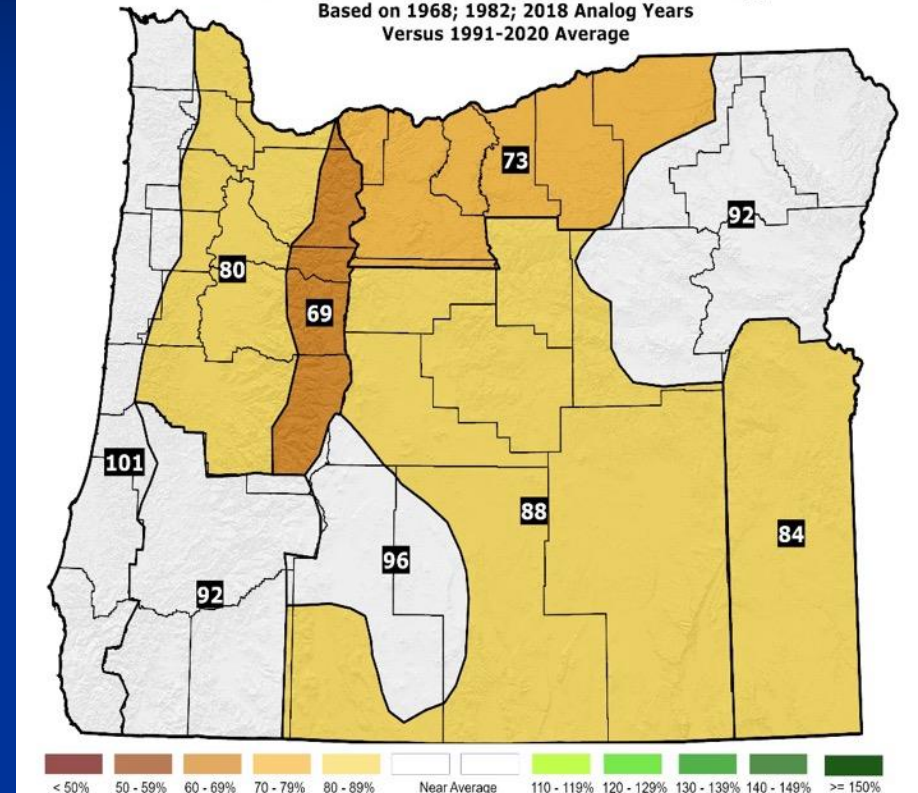 Based on 1968; 1982; 2018 Analog Years
Versus 1991-2020 Average
73
92
80
69
101
88
84
96
92
< 50%
50 - 59%
60 - 69%
70 - 79%
80 - 89%
Near Average
110 - 119%
120 - 129%
130 - 139%
140 - 149%
>= 150%